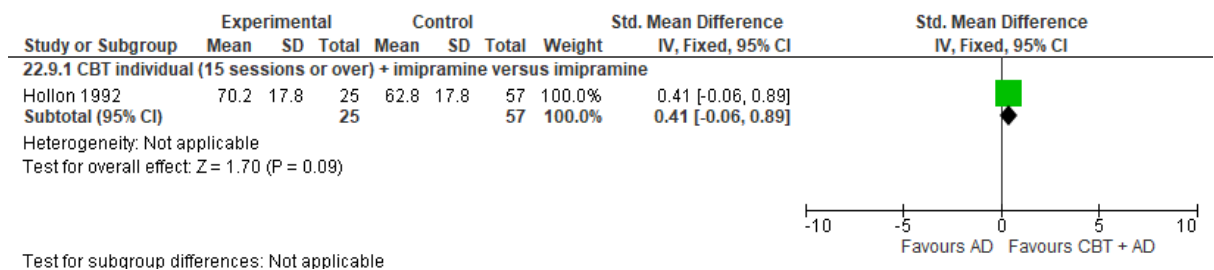 Experimental Control Std. Mean Difference Std. Mean Difference
Study or Subgroup Mean SD Total Mean SD Total Weight IV, Fixed, 95% CI IV, Fixed, 95% CI
22.9.1 CBT individual (15 sessions or over) + imipramine versus imipramine
Hollon 1992 70.2 17.8 25 62.8 17.8 57 100.0% 0.41 [-0.06, 0.89]
Subtotal (95% CI) 25 57 100.0% 0.41 [-0.06, 0.89]
Heterogeneity: Not applicable
Test for overall effect: Z = 1.70 (P = 0.09)
-10 -5 0 5 10
Favours AD Favours CBT + AD
Test for subgroup differences: Not applicable